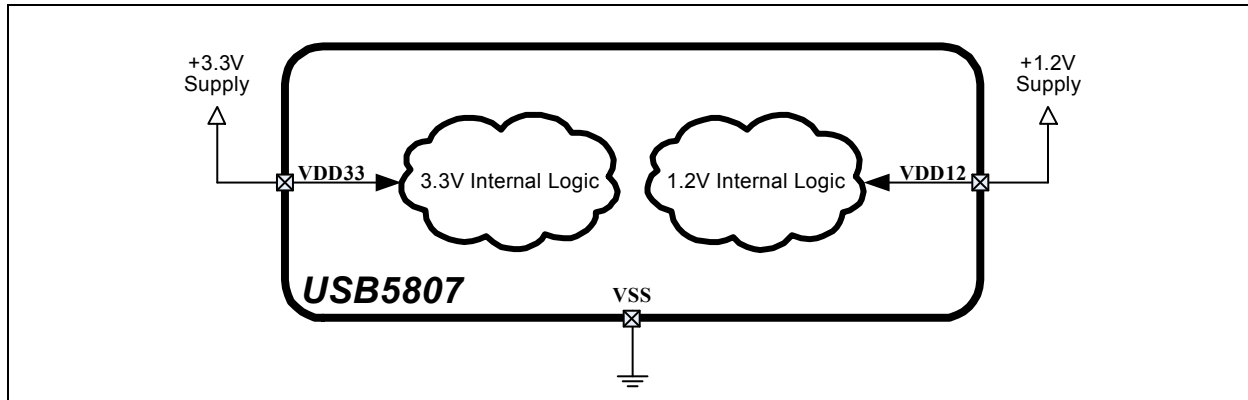 +3.3V
Supply
+1.2V
Supply
VDD33
3.3V Internal Logic
1.2V Internal Logic
VDD12
USB5807
VSS